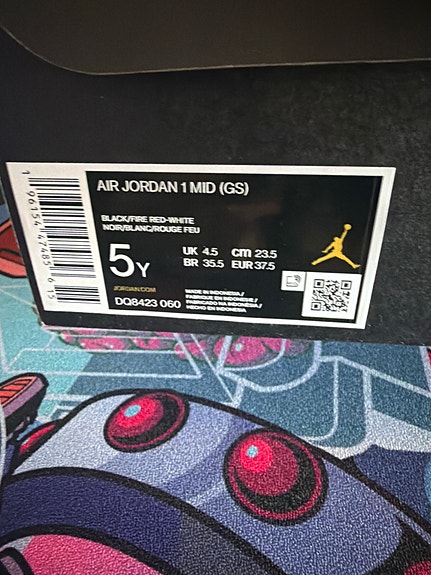 AIR JORDAN 1 MID (GS)
BLACK/FIRE RED-WHITE
NOIR/BLANC/ROUGE FEU
5Y
UK 4.5 cm 23.5
BR 35.5 EUR 37.5
JORDAN.COM
DQ8423 060
MADE IN INDONESIA/
FABRIQUÉ EN INDONÉSIE/
FABRICADO NA INDONÉSIA/
HECHO EN INDONESIA